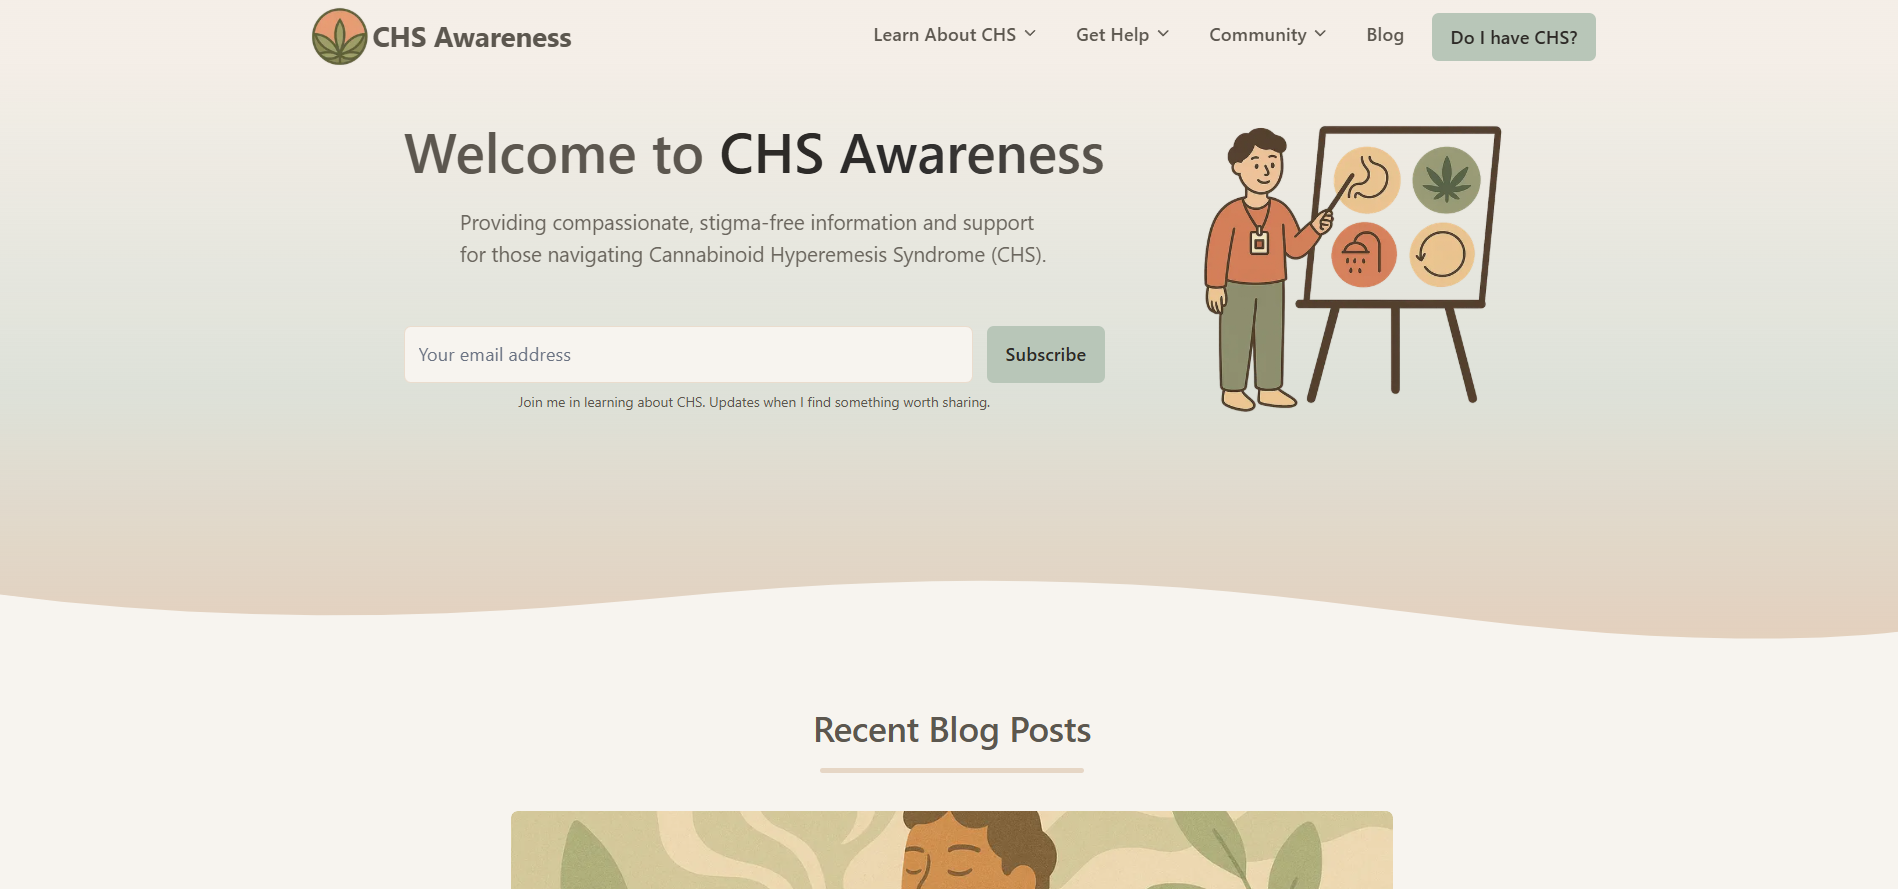 CHS Awareness
Learn About CHS
Get Help
Community
Blog
Do I have CHS?
Welcome to CHS Awareness
Providing compassionate, stigma-free information and support
for those navigating Cannabinoid Hyperemesis Syndrome (CHS).
Your email address
Subscribe
Join me in learning about CHS. Updates when I find something worth sharing.
Recent Blog Posts